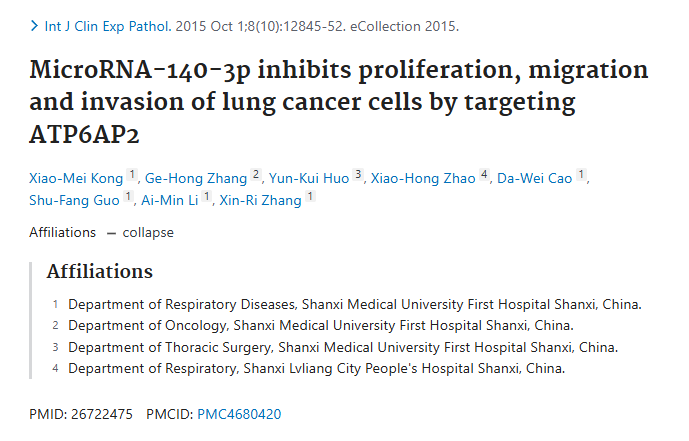 Int J Clin Exp Pathol. 2015 Oct 1;8(10):12845-52. eCollection 2015.
MicroRNA-140-3p inhibits proliferation, migration
and invasion of lung cancer cells by targeting
ATP6AP2
Xiao-Mei Kong 1, Ge-Hong Zhang 2, Yun-Kui Huo 3, Xiao-Hong Zhao 4, Da-Wei Cao 1,
Shu-Fang Guo 1, Ai-Min Li 1, Xin-Ri Zhang 1
Affiliations – collapse
Affiliations
1 Department of Respiratory Diseases, Shanxi Medical University First Hospital Shanxi, China.
2 Department of Oncology, Shanxi Medical University First Hospital Shanxi, China.
3 Department of Thoracic Surgery, Shanxi Medical University First Hospital Shanxi, China.
4 Department of Respiratory, Shanxi Lvliang City People's Hospital Shanxi, China.
PMID: 26722475 PMCID: PMC4680420